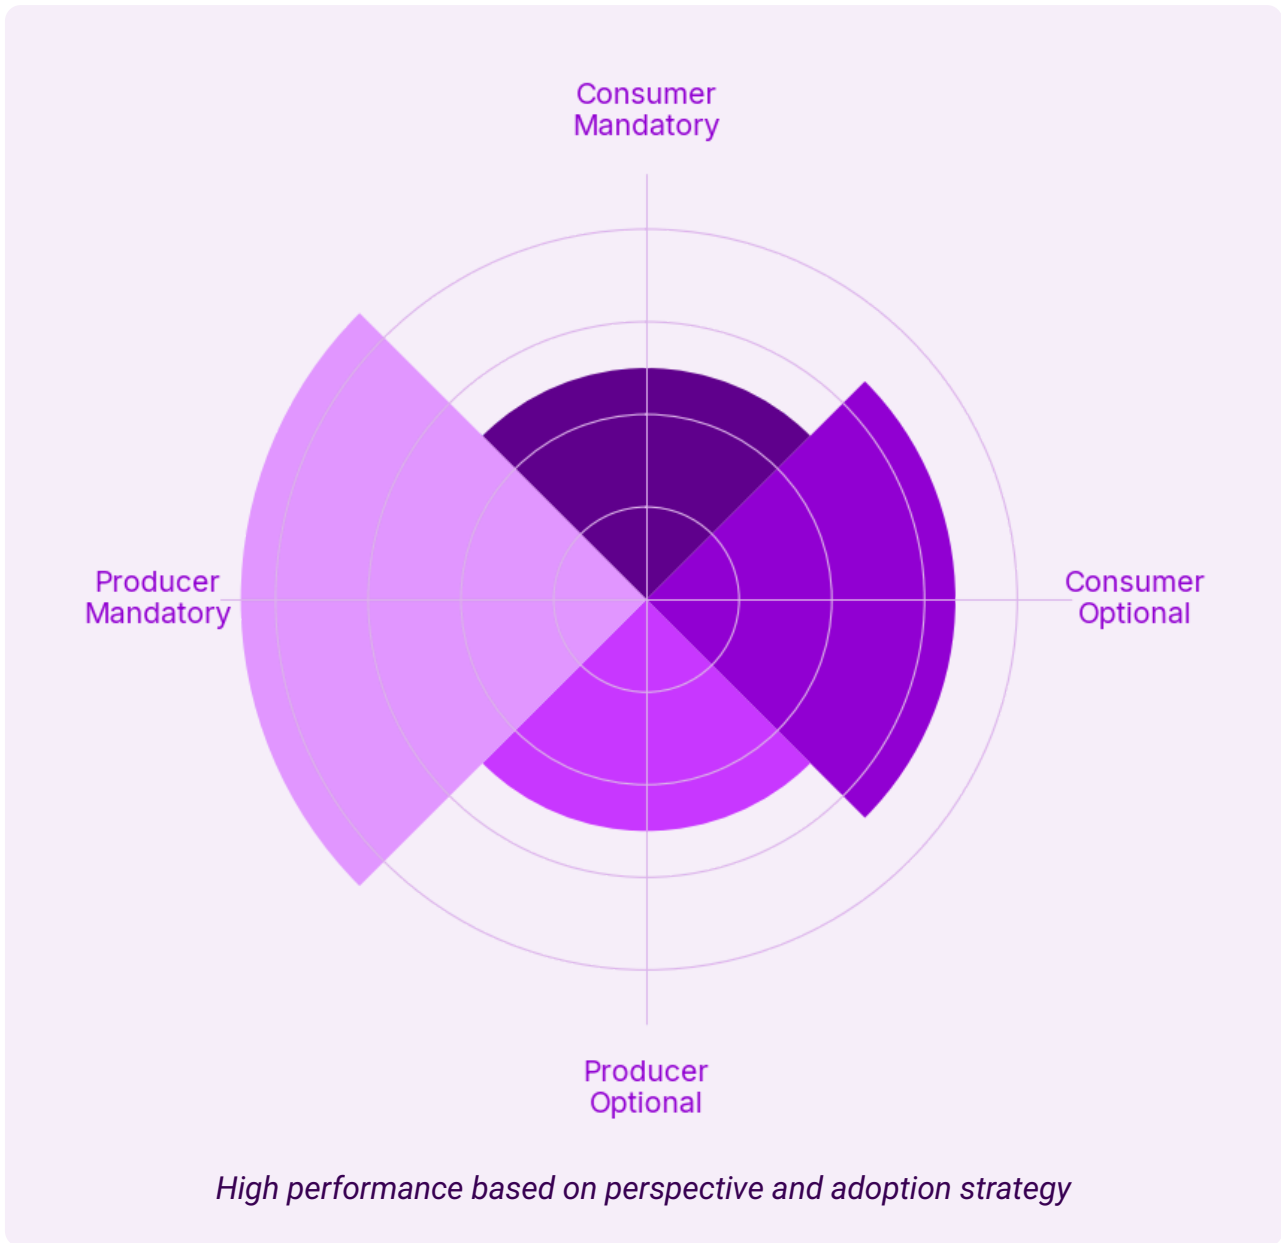 Consumer
Mandatory
Producer
Mandatory
Consumer
Optional
Producer
Optional
High performance based on perspective and adoption strategy